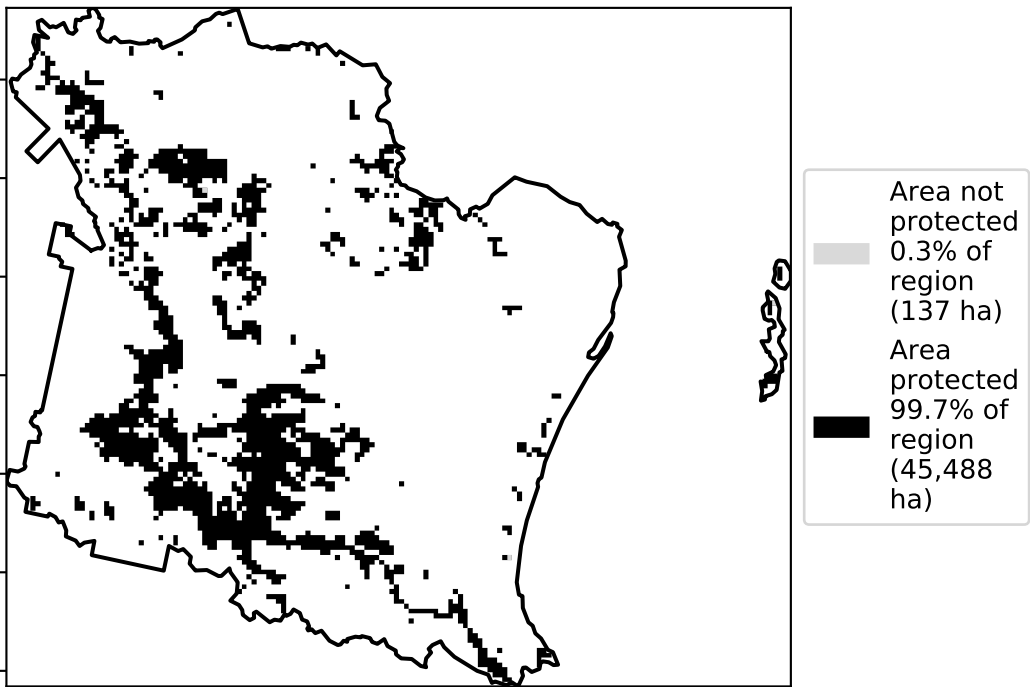 Area not
protected
0.3% of
region
(137 ha)
Area
protected
99.7% of
region
(45,488
ha)